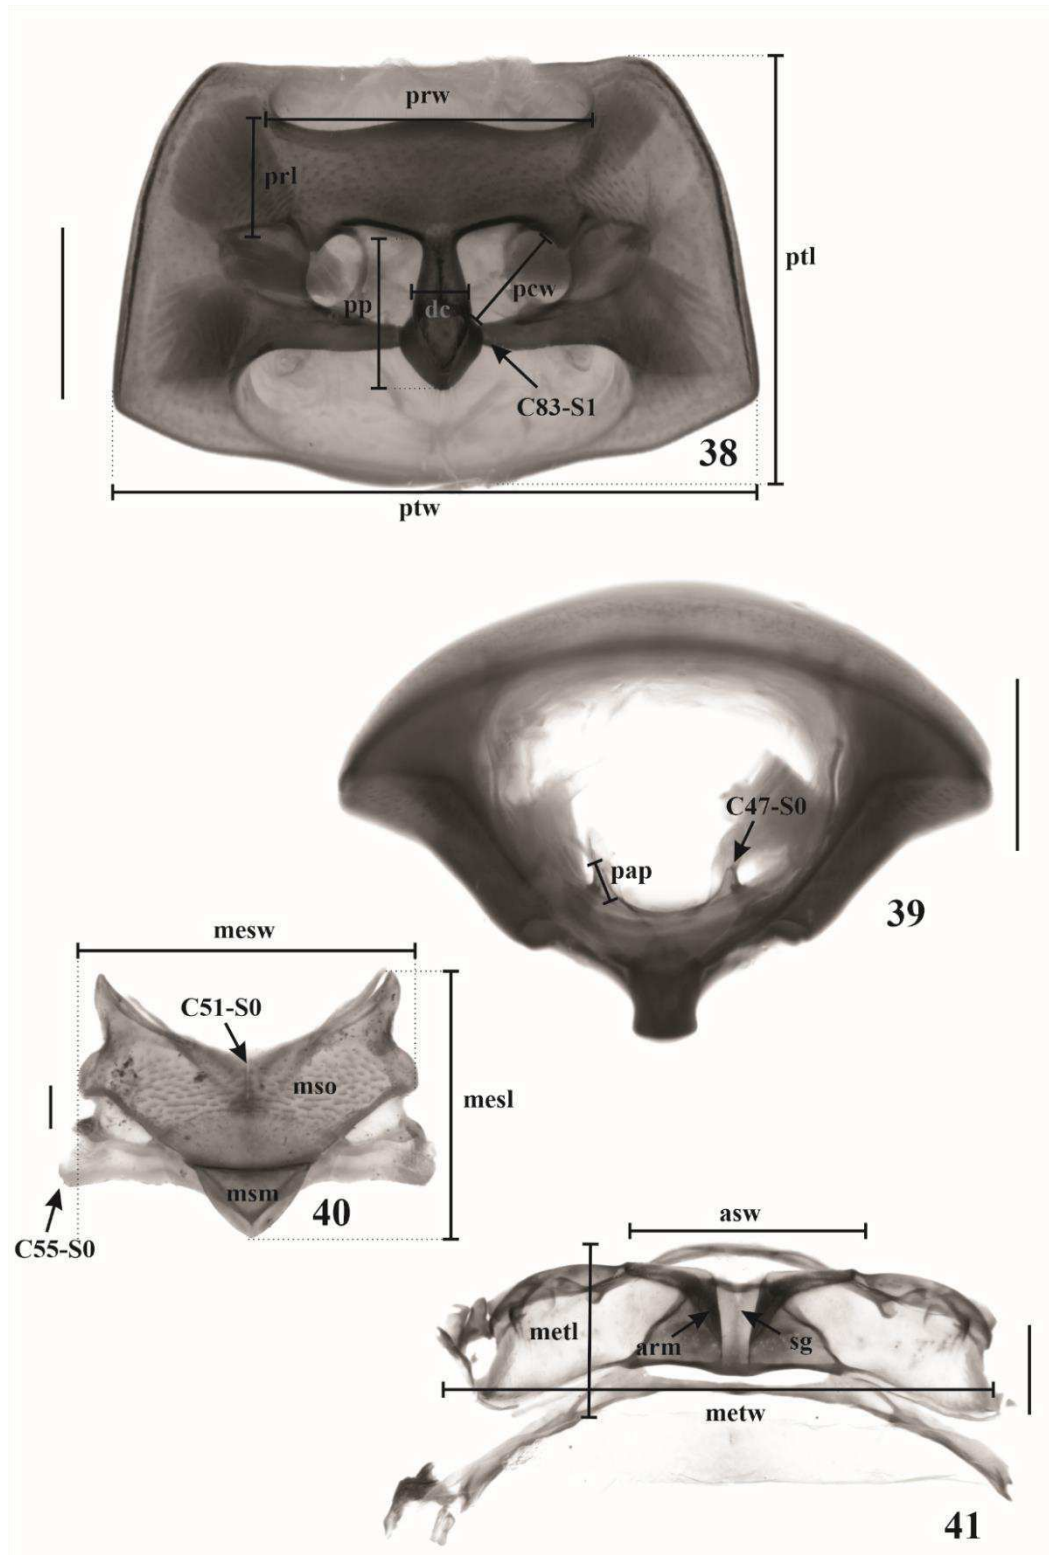 prw
prl
ptl
pp
dc
pcw
C83-S1
38
ptw
C47-S0
pap
39
mesw
C51-S0
mso
mesl
msm
40
C55-S0
asw
metl
arm
sg
metw
41